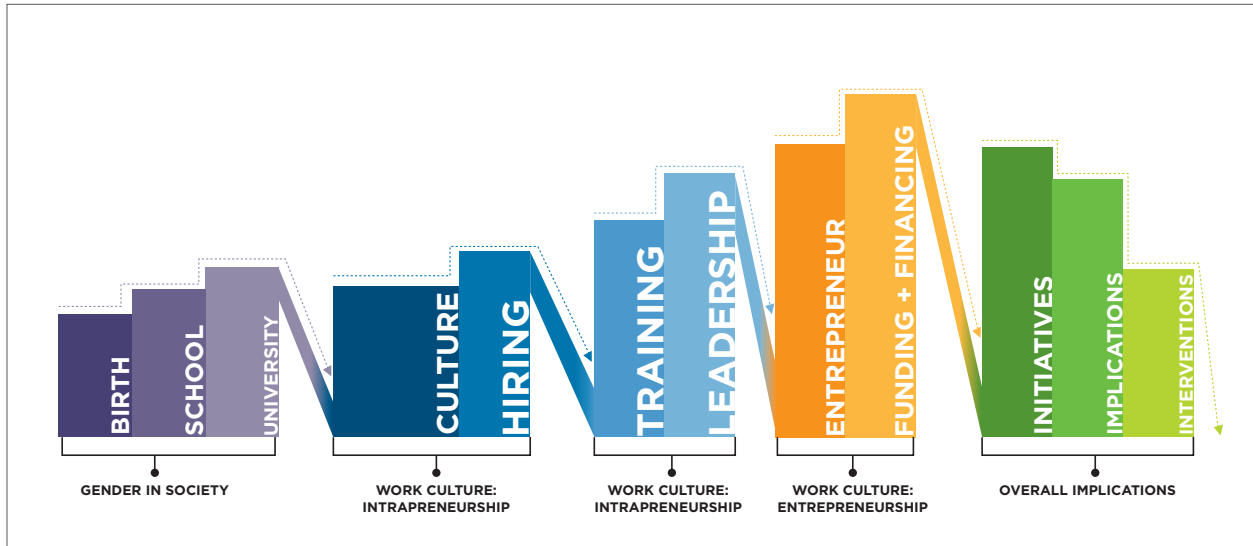 BIRTH
SCHOOL
UNIVERSITY
CULTURE
HIRING
TRAINING
LEADERSHIP
ENTREPRENEUR
FUNDING + FINANCING
INITIATIVES
IMPLICATIONS
INTERVENTIONS
GENDER IN SOCIETY
WORK CULTURE:
INTRAPRENEURSHIP
WORK CULTURE:
INTRAPRENEURSHIP
WORK CULTURE:
ENTREPRENEURSHIP
OVERALL IMPLICATIONS